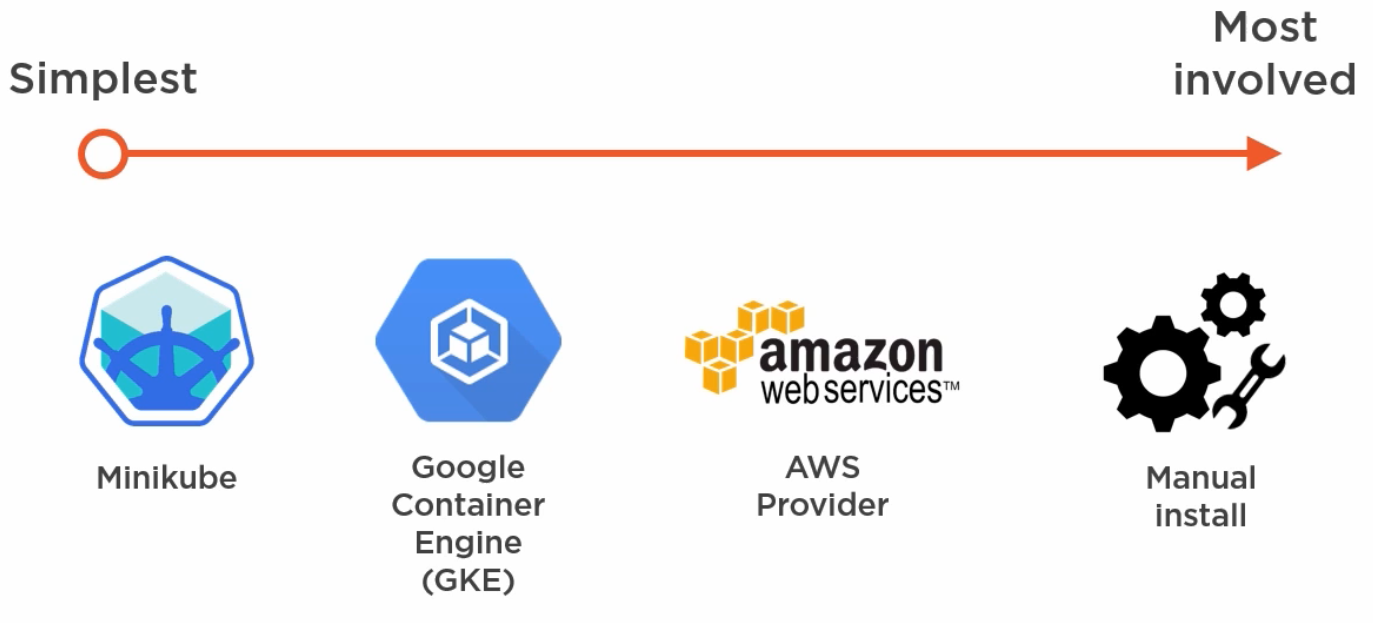 Simplest
Most
involved
amazon
web services™
Minikube
Google
Container
Engine
(GKE)
AWS
Provider
Manual
install